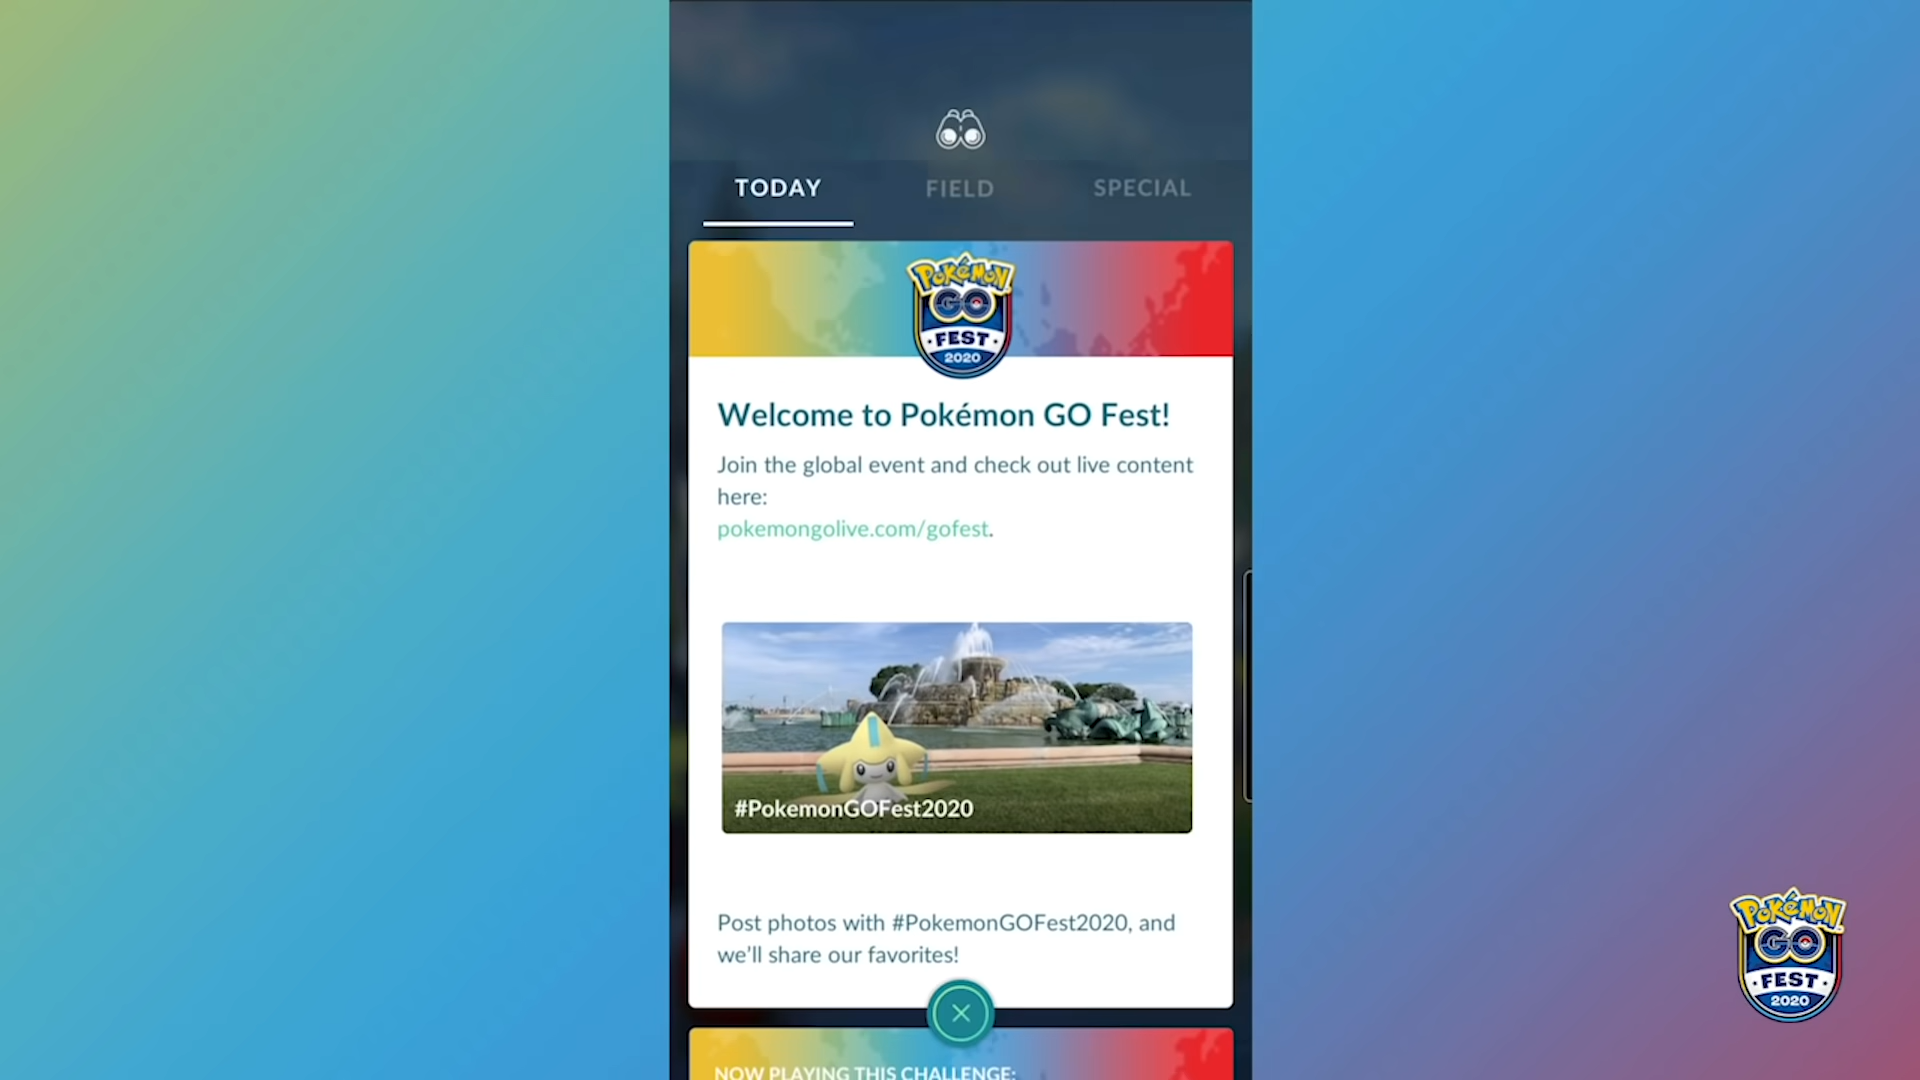 TODAY
FIELD
SPECIAL
POKéMON
GO
FEST
2020
Welcome to Pokémon GO Fest!
Join the global event and check out live content
here:
pokemongolive.com/gofest.
#PokemonGOFest2020
Post photos with #PokemonGOFest2020, and
we'll share our favorites!
NOW PLAYING THIS CHALLENGE:
POKéMON
GO
FEST
2020